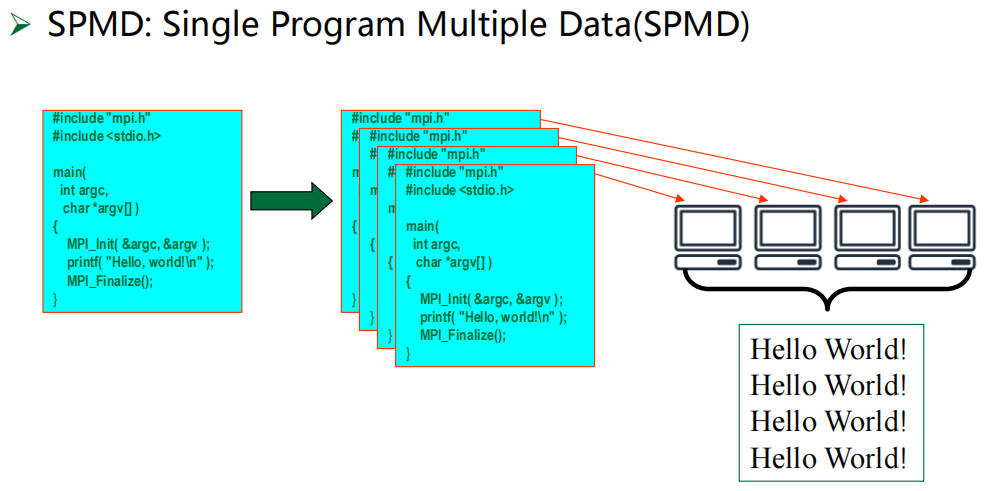 SPMD: Single Program Multiple Data(SPMD)
#include "mpi.h"
#include <stdio.h>
main(
int argc,
char *argv[] )
{
MPI_Init( &argc, &argv );
printf( "Hello, world!\n" );
MPI_Finalize();
}
#include "mpi.h"
#
m
{
}
#include "mpi.h"
#
m
{
}
#include "mpi.h"
#
m
{
}
#include "mpi.h"
#include <stdio.h>
main(
int argc,
char *argv[] )
{
MPI_Init( &argc, &argv );
printf( "Hello, world!\n" );
MPI_Finalize();
}
Hello World!
Hello World!
Hello World!
Hello World!